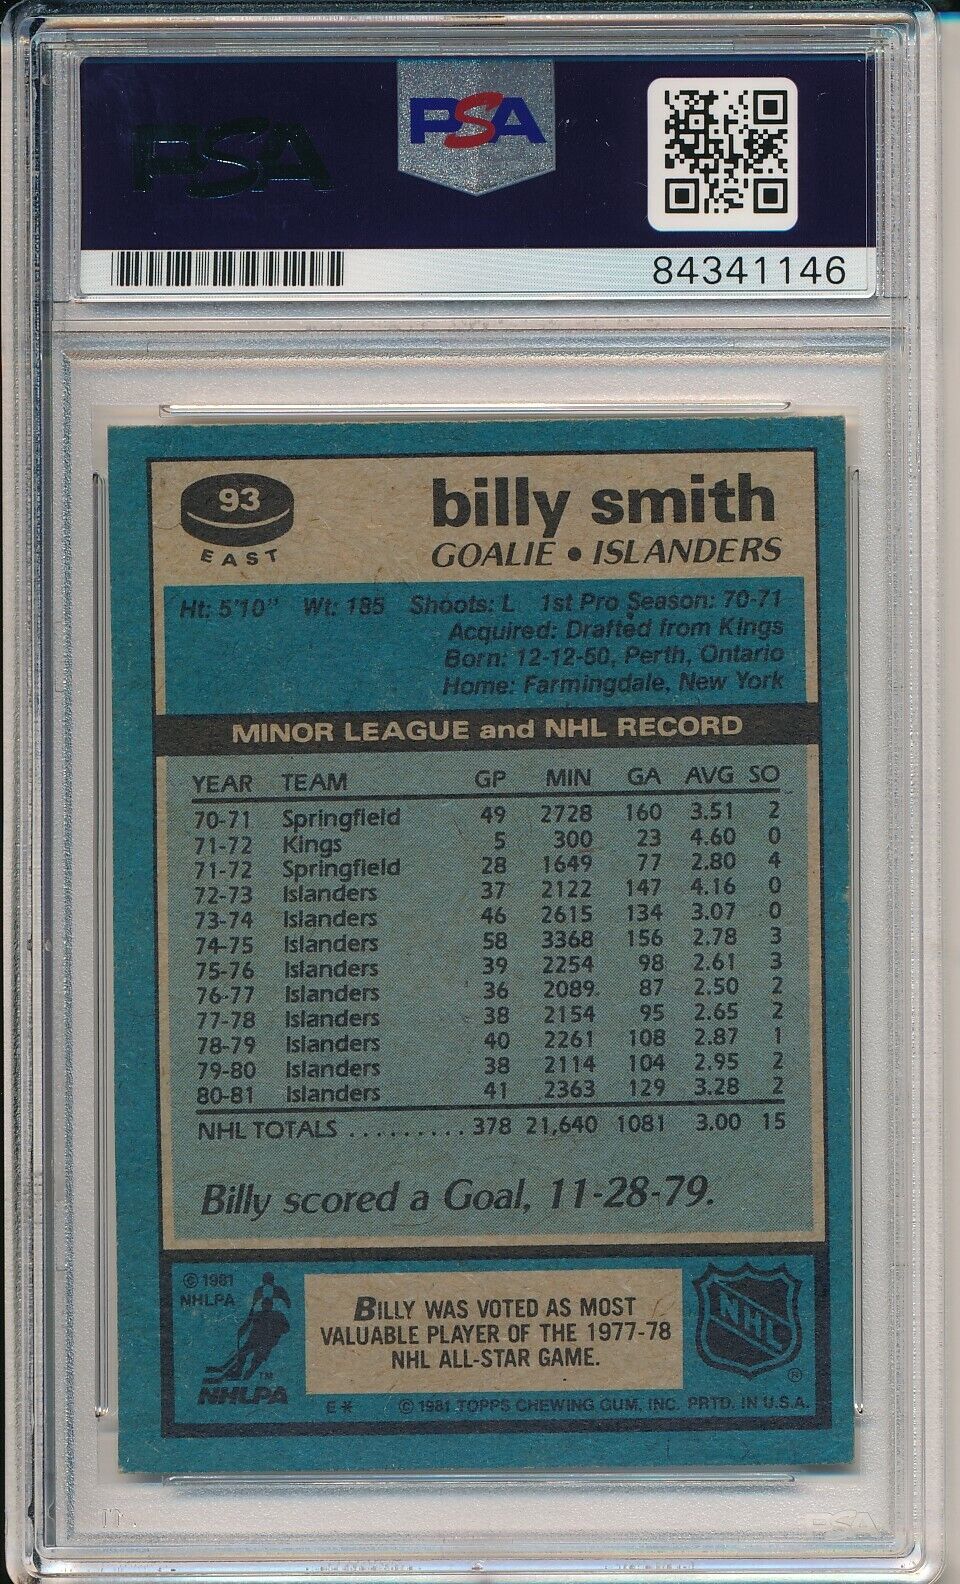 PSA
PSA
84341146
93
EAST
billy smith
GOALIE • ISLANDERS
Ht: 5'10" Wt: 185 Shoots: L 1st Pro Season: 70-71
Acquired: Drafted from Kings
Born: 12-12-50, Perth, Ontario
Home: Farmingdale, New York
MINOR LEAGUE and NHL RECORD
YEAR TEAM GP MIN GA AVG SO
70-71 Springfield 49 2728 160 3.51 2
71-72 Kings 5 300 23 4.60 0
71-72 Springfield 28 1649 77 2.80 4
72-73 Islanders 37 2122 147 4.16 0
73-74 Islanders 46 2615 134 3.07 0
74-75 Islanders 58 3368 156 2.78 3
75-76 Islanders 39 2254 98 2.61 3
76-77 Islanders 36 2089 87 2.50 2
77-78 Islanders 38 2154 95 2.65 2
78-79 Islanders 40 2261 108 2.87 1
79-80 Islanders 38 2114 104 2.95 2
80-81 Islanders 41 2363 129 3.28 2
NHL TOTALS .......... 378 21,640 1081 3.00 15
Billy scored a Goal, 11-28-79.
© 1981
NHLPA
NHLPA™
BILLY WAS VOTED AS MOST
VALUABLE PLAYER OF THE 1977-78
NHL ALL-STAR GAME.
NHL
®
E* © 1981 TOPPS CHEWING GUM, INC. PRTD. IN U.S.A.
PSA